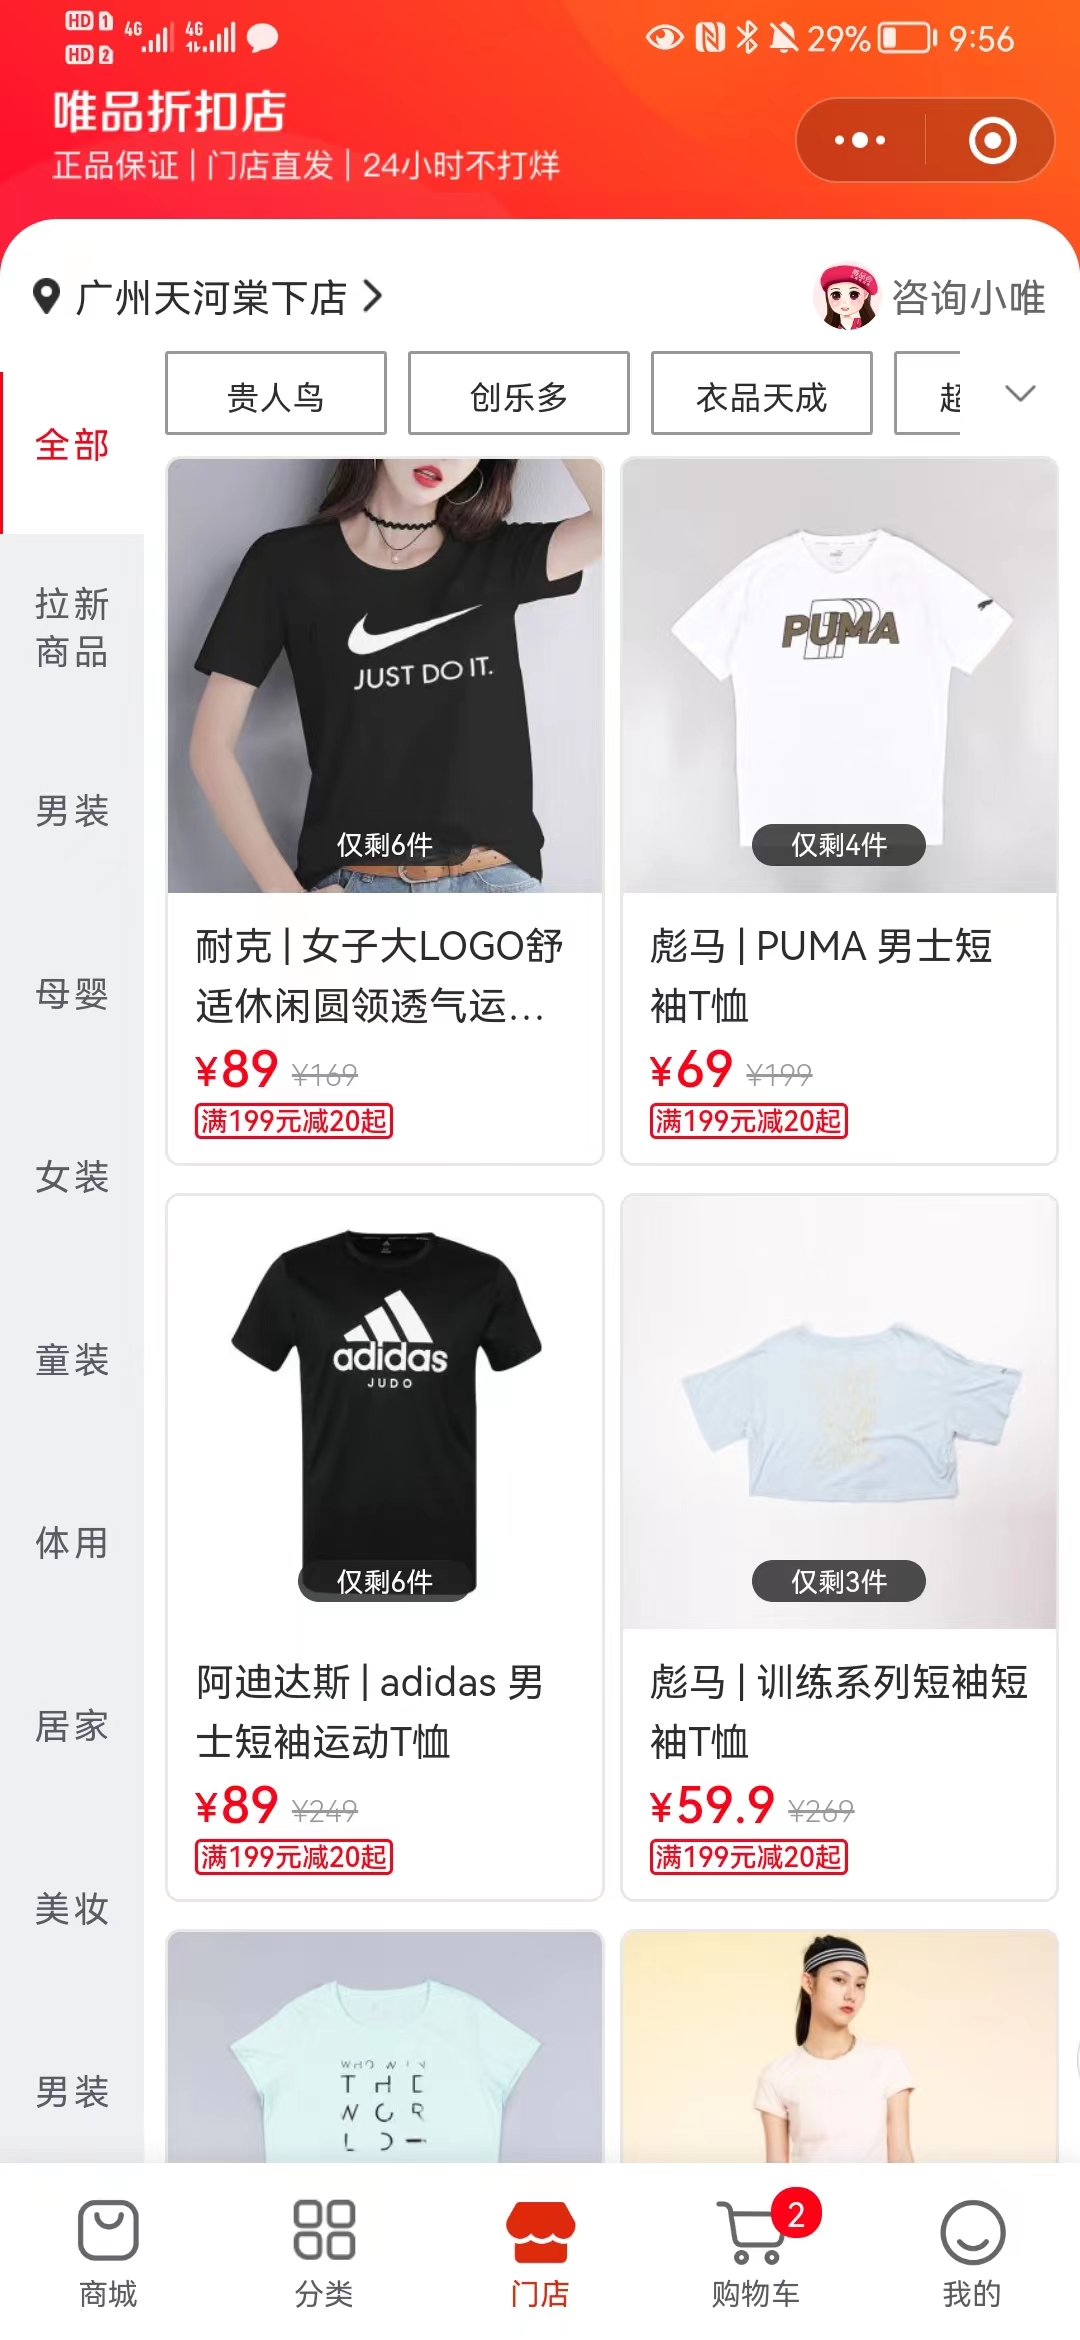 HD 1 4G 4G 29% 9:56
HD 2
唯品折扣店
正品保证 | 门店直发 | 24小时不打烊
广州天河棠下店
咨询小唯
贵人鸟
创乐多
衣品天成
全部
拉新
商品
男装
母婴
女装
童装
体用
居家
美妆
男装
JUST DO IT.
仅剩6件
耐克 | 女子大LOGO舒
适休闲圆领透气运...
¥89 ¥169
满199元减20起
PUMA
仅剩4件
彪马 | PUMA 男士短
袖T恤
¥69 ¥199
满199元减20起
adidas
JUDO
仅剩6件
阿迪达斯 | adidas 男
士短袖运动T恤
¥89 ¥249
满199元减20起
仅剩3件
彪马 | 训练系列短袖短
袖T恤
¥59.9 ¥269
满199元减20起
THE
WOR
LD
商城
分类
门店
购物车
2
我的